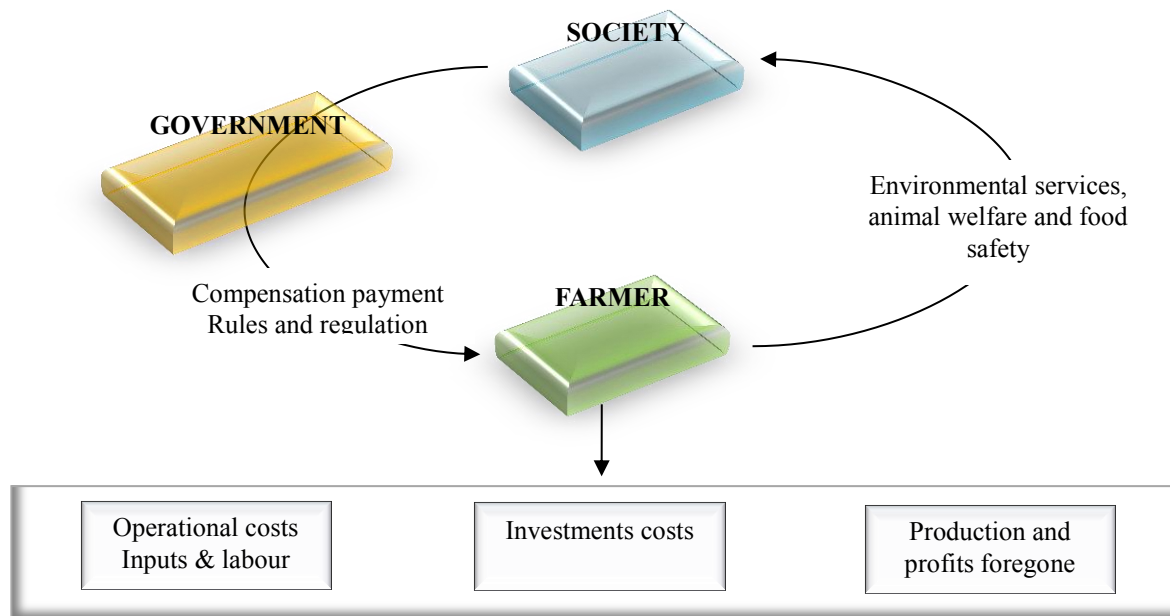 SOCIETY
GOVERNMENT
Environmental services,
animal welfare and food
safety
Compensation payment
Rules and regulation
FARMER
Operational costs
Inputs & labour
Investments costs
Production and
profits foregone